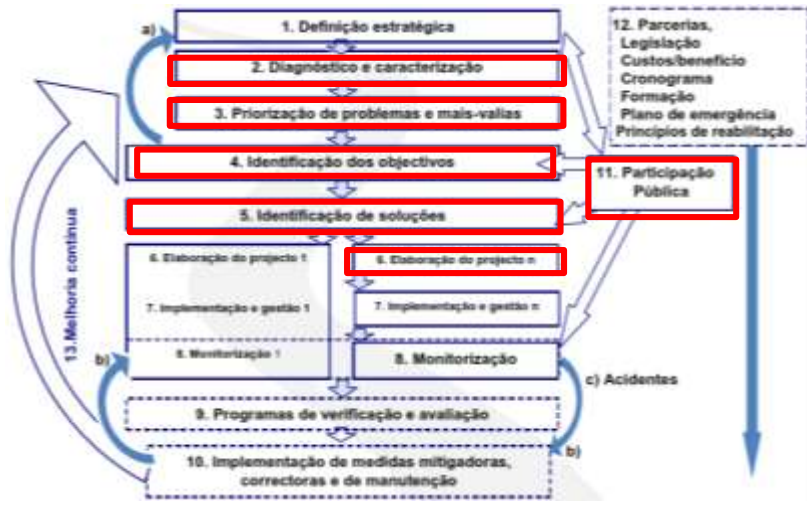 a)
1. Definição estratégica
2. Diagnóstico e caracterização
3. Priorização de problemas e mais-valias
4. Identificação dos objectivos
5. Identificação de soluções
12. Parcerias,
Legislação
Custos/benefício
Cronograma
Formação
Plano de emergência
Princípios de reabilitação
11. Participação
Pública
6. Elaboração do projecto 1
6. Elaboração do projecto n
7. Implementação e gestão 1
7. Implementação e gestão n
8. Monitorização 1
8. Monitorização
13.Melhoria contínua
b)
c) Acidentes
9. Programas de verificação e avaliação
b)
10. Implementação de medidas mitigadoras,
correctoras e de manutenção